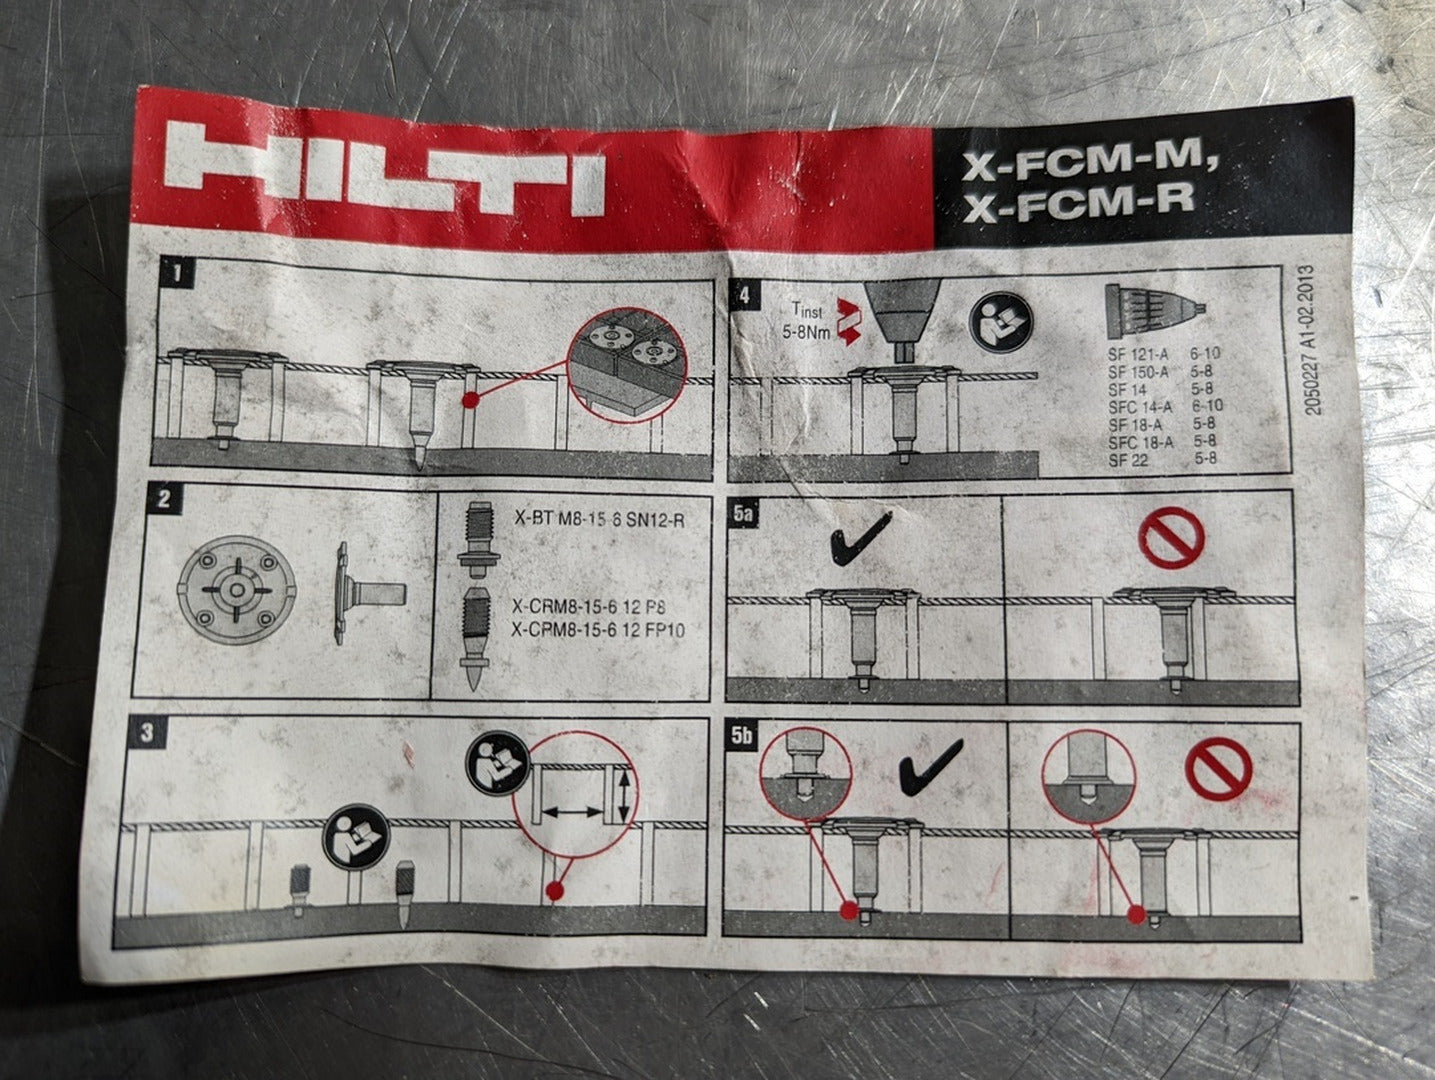 HILTI
X-FCM-M,
X-FCM-R
1
4
Tinst
5-8Nm
SF 121-A 6-10
SF 150-A 5-8
SF 14 5-8
SFC 14-A 6-10
SF 18-A 5-8
SFC 18-A 5-8
SF 22 5-8
2050227 A1-02.2013
2
X-BT M8-15-6 SN12-R
X-CRM8-15-6 12 P8
X-CRM8-15-6 12 FP10
5a
3
5b